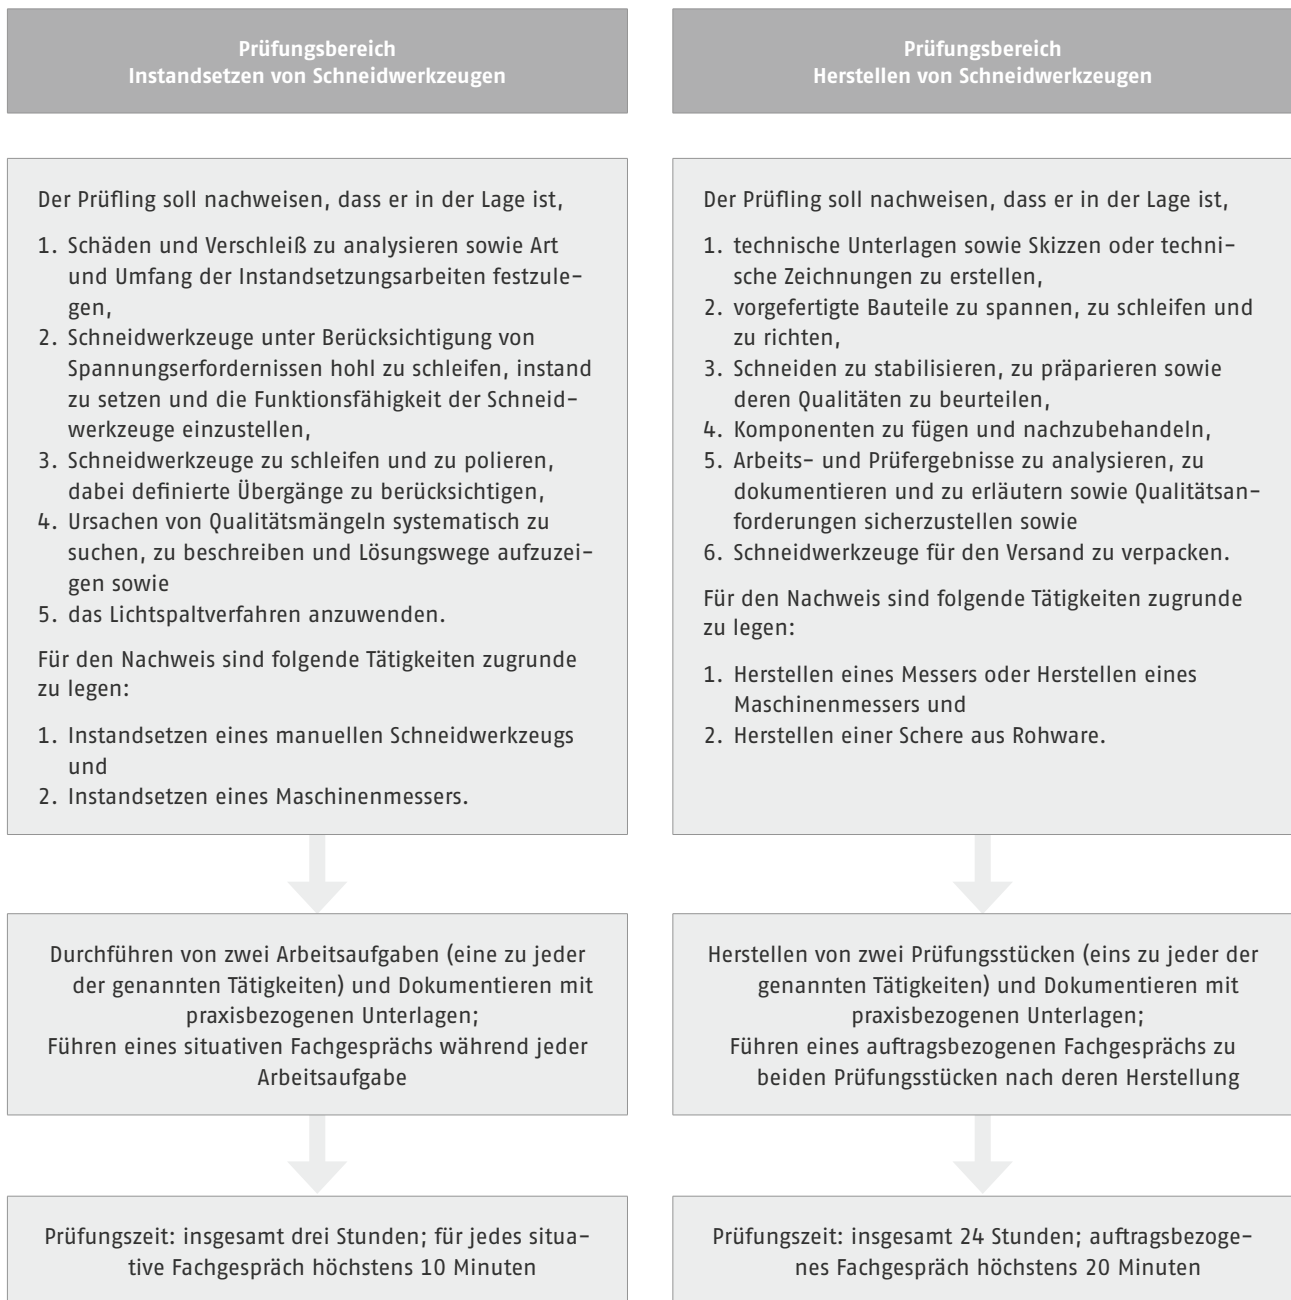 Prüfungsbereich
Instandsetzen von Schneidwerkzeugen
Der Prüfling soll nachweisen, dass er in der Lage ist,
1. Schäden und Verschleiß zu analysieren sowie Art
und Umfang der Instandsetzungsarbeiten festzule-
gen,
2. Schneidwerkzeuge unter Berücksichtigung von
Spannungserfordernissen hohl zu schleifen, instand
zu setzen und die Funktionsfähigkeit der Schneid-
werkzeuge einzustellen,
3. Schneidwerkzeuge zu schleifen und zu polieren,
dabei definierte Übergänge zu berücksichtigen,
4. Ursachen von Qualitätsmängeln systematisch zu
suchen, zu beschreiben und Lösungswege aufzuzei-
gen sowie
5. das Lichtspaltverfahren anzuwenden.
Für den Nachweis sind folgende Tätigkeiten zugrunde
zu legen:
1. Instandsetzen eines manuellen Schneidwerkzeugs
und
2. Instandsetzen eines Maschinenmessers.
Durchführen von zwei Arbeitsaufgaben (eine zu jeder
der genannten Tätigkeiten) und Dokumentieren mit
praxisbezogenen Unterlagen;
Führen eines situativen Fachgesprächs während jeder
Arbeitsaufgabe
Prüfungszeit: insgesamt drei Stunden; für jedes situa-
tive Fachgespräch höchstens 10 Minuten
Prüfungsbereich
Herstellen von Schneidwerkzeugen
Der Prüfling soll nachweisen, dass er in der Lage ist,
1. technische Unterlagen sowie Skizzen oder techni-
sche Zeichnungen zu erstellen,
2. vorgefertigte Bauteile zu spannen, zu schleifen und
zu richten,
3. Schneiden zu stabilisieren, zu präparieren sowie
deren Qualitäten zu beurteilen,
4. Komponenten zu fügen und nachzubehandeln,
5. Arbeits- und Prüfergebnisse zu analysieren, zu
dokumentieren und zu erläutern sowie Qualitätsan-
forderungen sicherzustellen sowie
6. Schneidwerkzeuge für den Versand zu verpacken.
Für den Nachweis sind folgende Tätigkeiten zugrunde
zu legen:
1. Herstellen eines Messers oder Herstellen eines
Maschinenmessers und
2. Herstellen einer Schere aus Rohware.
Herstellen von zwei Prüfungsstücken (eins zu jeder der
genannten Tätigkeiten) und Dokumentieren mit
praxisbezogenen Unterlagen;
Führen eines auftragsbezogenen Fachgesprächs zu
beiden Prüfungsstücken nach deren Herstellung
Prüfungszeit: insgesamt 24 Stunden; auftragsbezoge-
nes Fachgespräch höchstens 20 Minuten